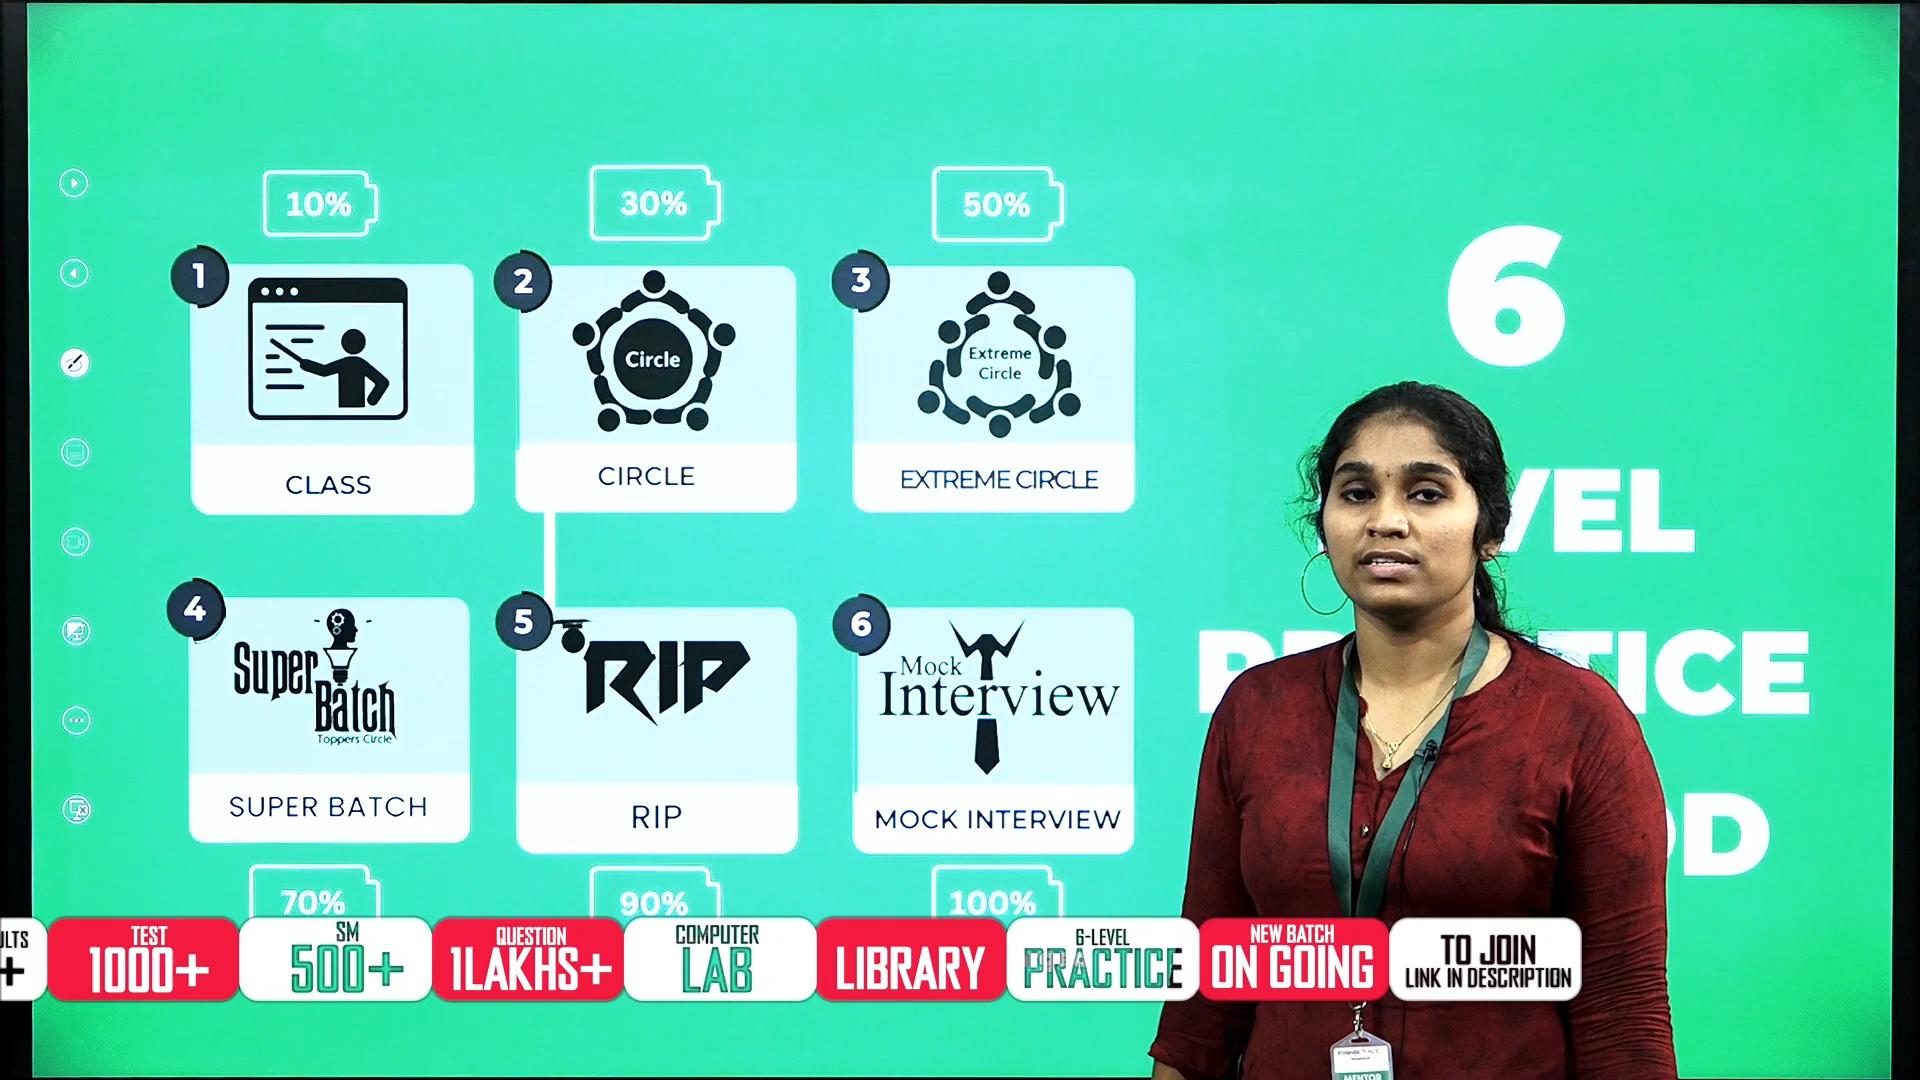 10%
30%
50%
1
2
3
Circle
Extreme
Circle
CLASS
CIRCLE
EXTREME CIRCLE
6
VEL
TICE
OD
4
5
6
Super
Batch
Toppers Circle
RIP
Mock
Interview
SUPER BATCH
RIP
MOCK INTERVIEW
70%
90%
100%
ULTS
+
TEST
1000+
SM
500+
QUESTION
1LAKHS+
COMPUTER
LAB
LIBRARY
6-LEVEL
PRACTICE
NEW BATCH
ON GOING
TO JOIN
LINK IN DESCRIPTION
MENTOR